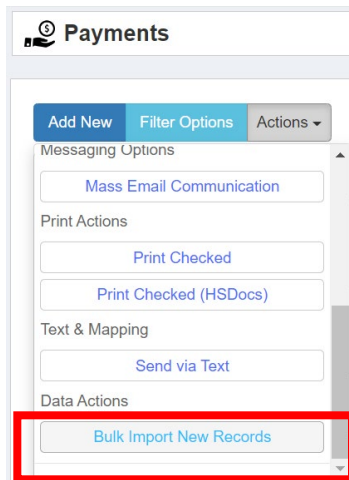 Payments
Add New Filter Options Actions
Messaging Options
Mass Email Communication
Print Actions
Print Checked
Print Checked (HSDocs)
Text & Mapping
Send via Text
Data Actions
Bulk Import New Records